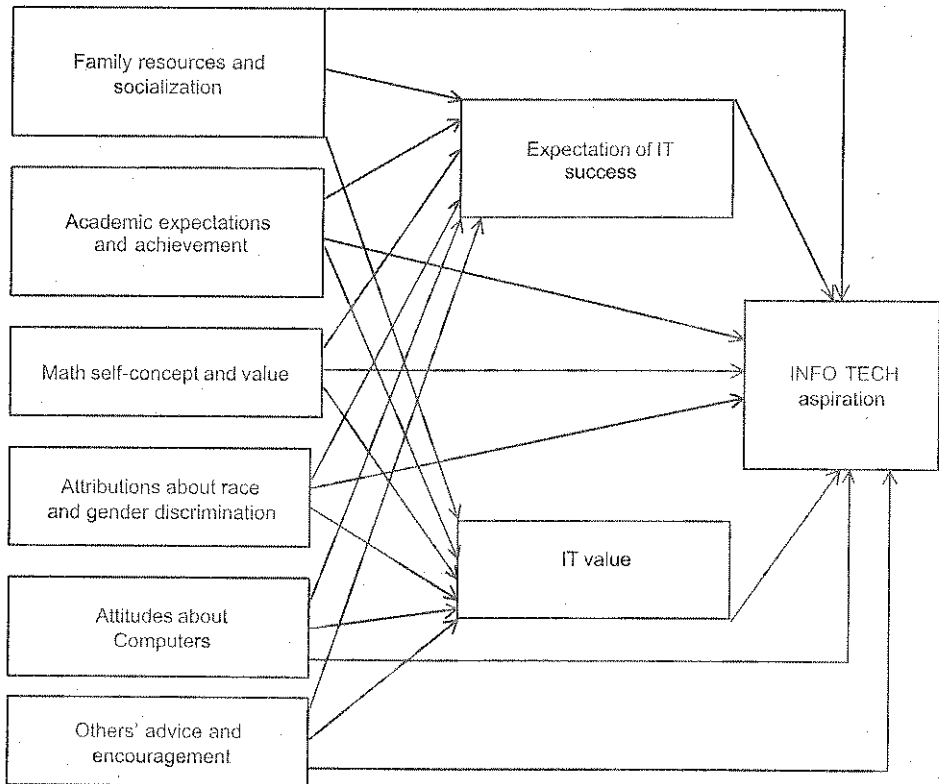 Family resources and
socialization
Expectation of IT
success
Academic expectations
and achievement
Math self-concept and value
INFO TECH
aspiration
Attributions about race
and gender discrimination
IT value
Attitudes about
Computers
Others' advice and
encouragement